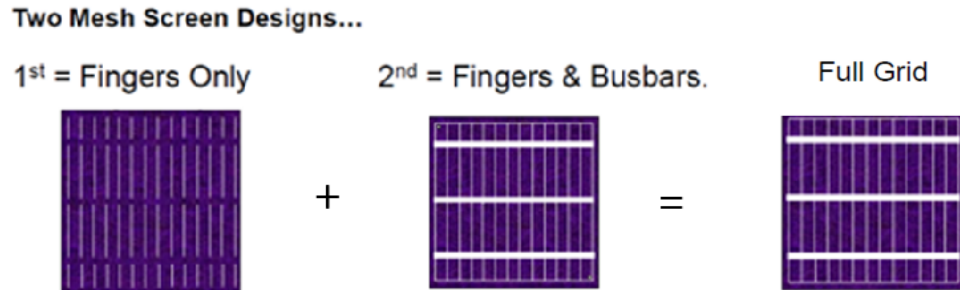 Two Mesh Screen Designs...
1st = Fingers Only
2nd = Fingers & Busbars.
Full Grid
+
=